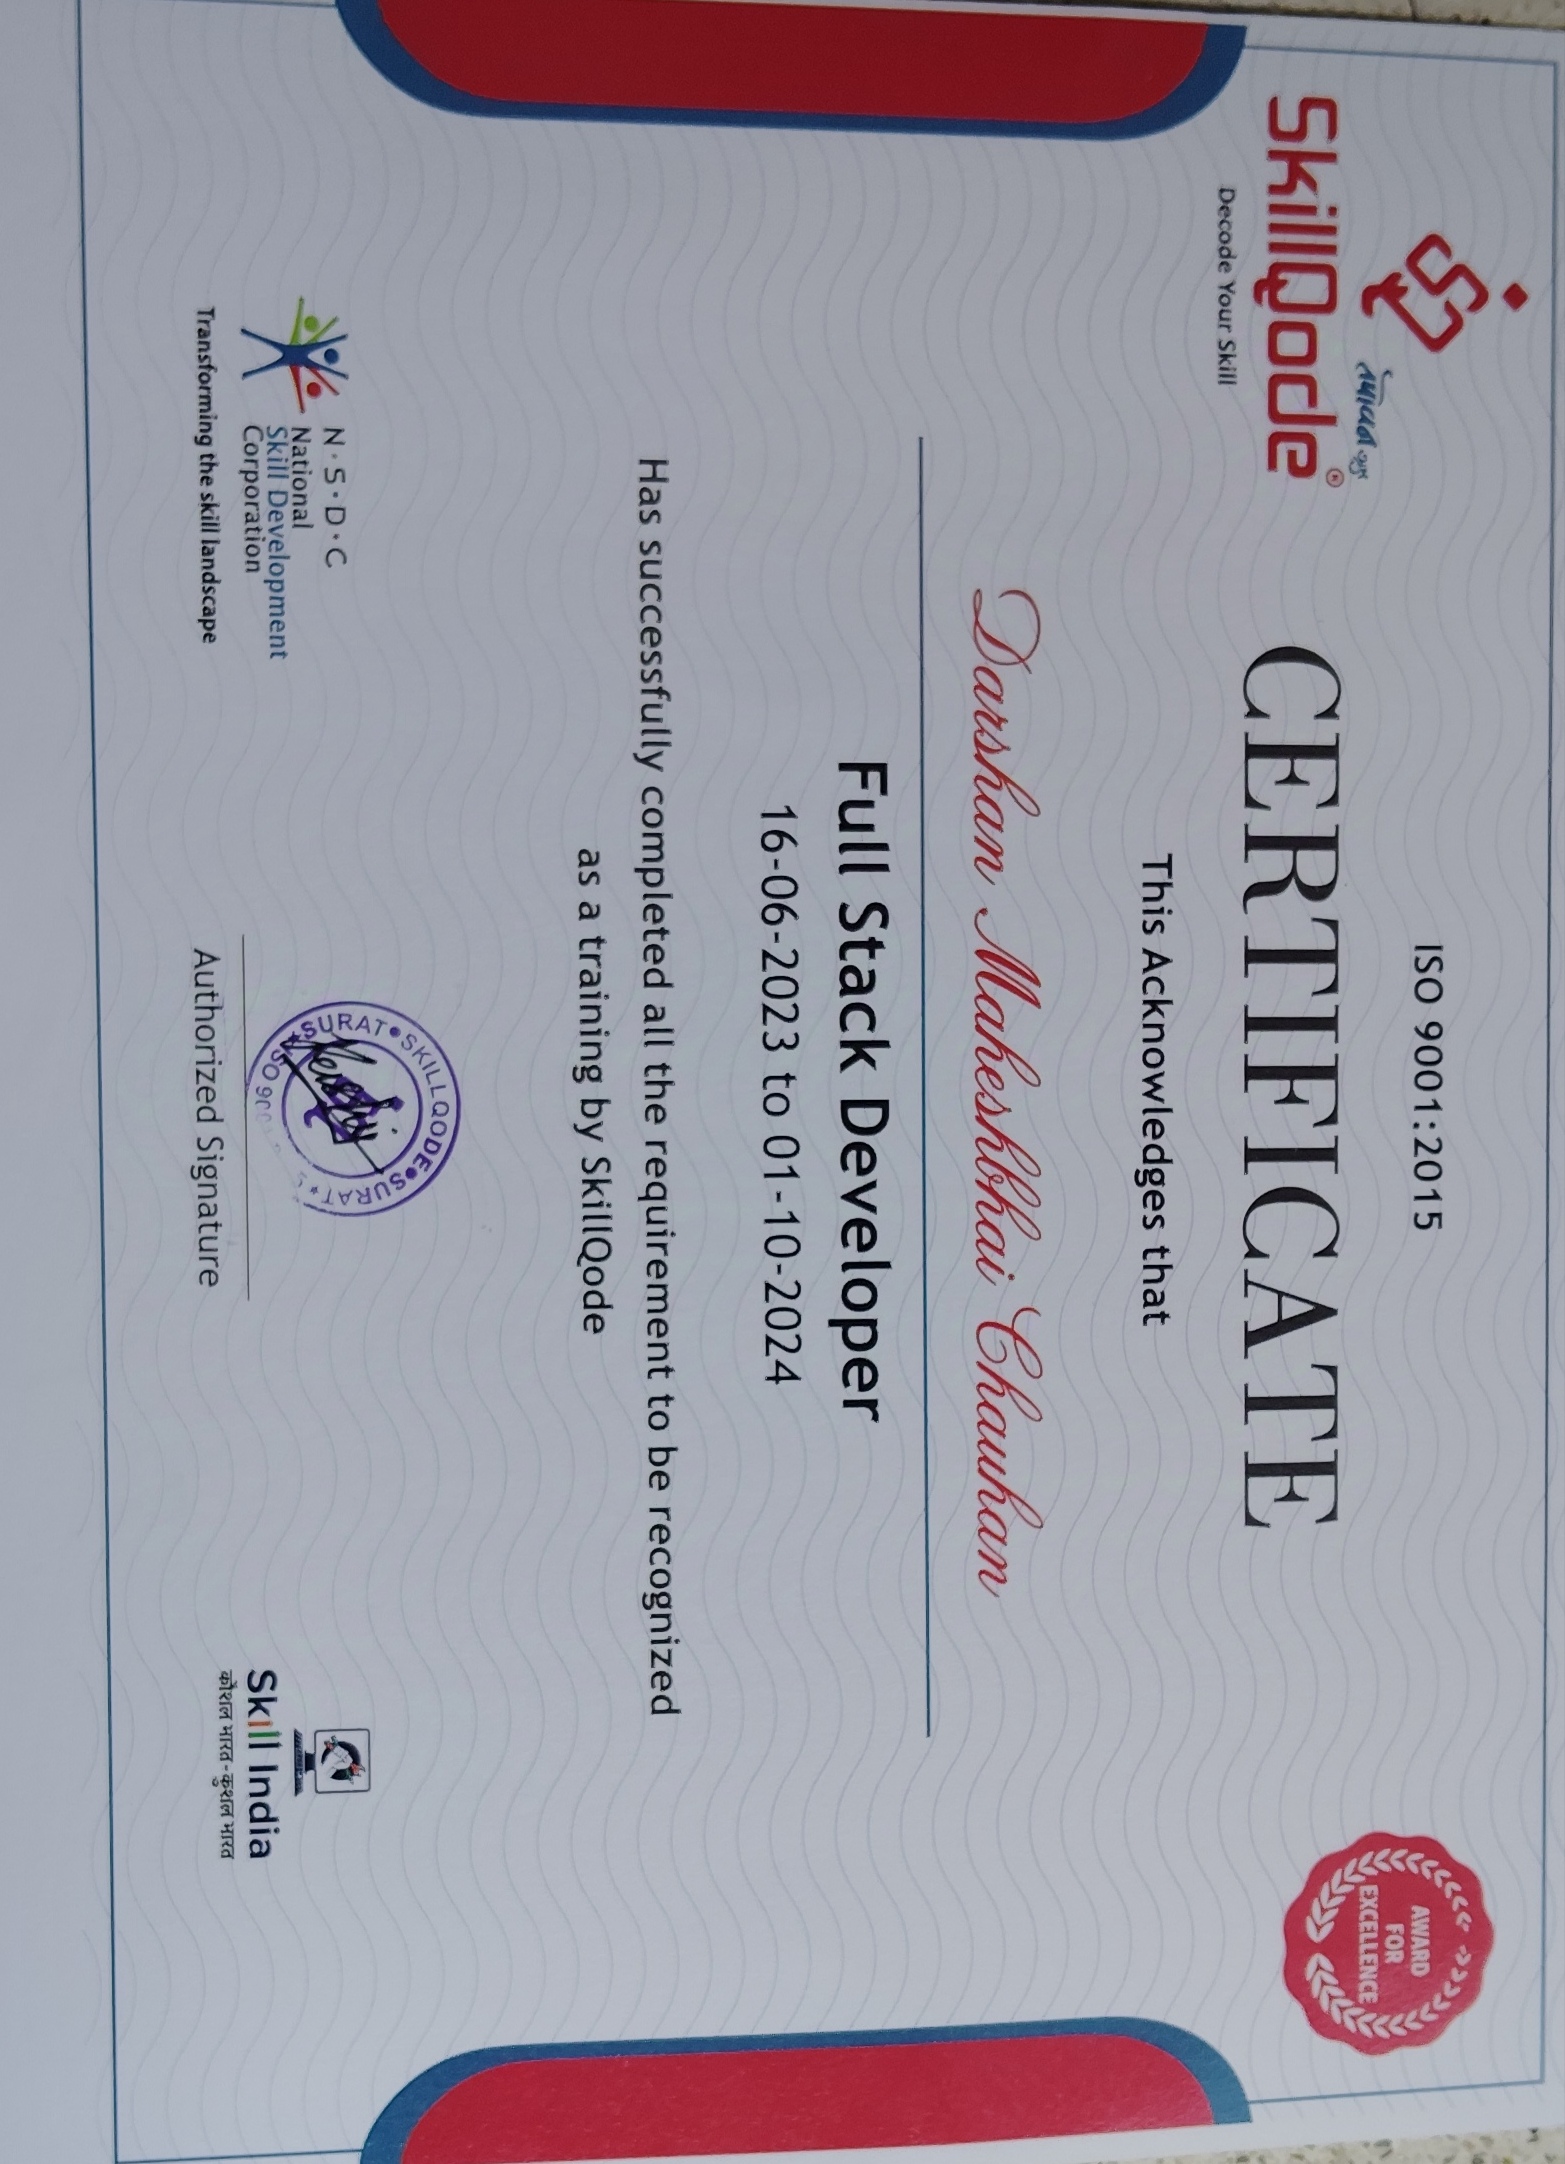 તપોવન ગ્રુપ
SkillQode®
Decode Your Skill
ISO 9001:2015
AWARD
FOR
EXCELLENCE
CERTIFICATE
This Acknowledges that
Darshan Maheshbhai Chauhan
Full Stack Developer
16-06-2023 to 01-10-2024
Has successfully completed all the requirement to be recognized
as a training by SkillQode
N·S·D·C
National
Skill Development
Corporation
Transforming the skill landscape
SURAT • SKILLQODE • SURAT
ISO
Authorized Signature
Skill India
कौशल भारत-कुशल भारत